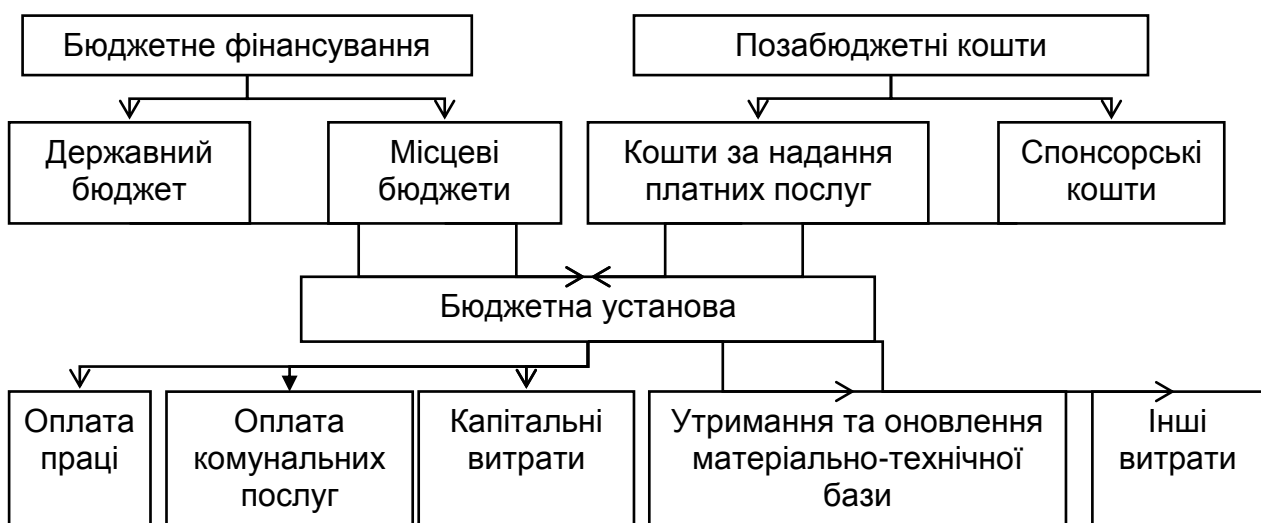 Бюджетне фінансування
Позабюджетні кошти
Державний
бюджет
Місцеві
бюджети
Кошти за надання
платних послуг
Спонсорські
кошти
Бюджетна установа
Оплата
праці
Оплата
комунальних
послуг
Капітальні
витрати
Утримання та оновлення
матеріально-технічної
бази
Інші
витрати